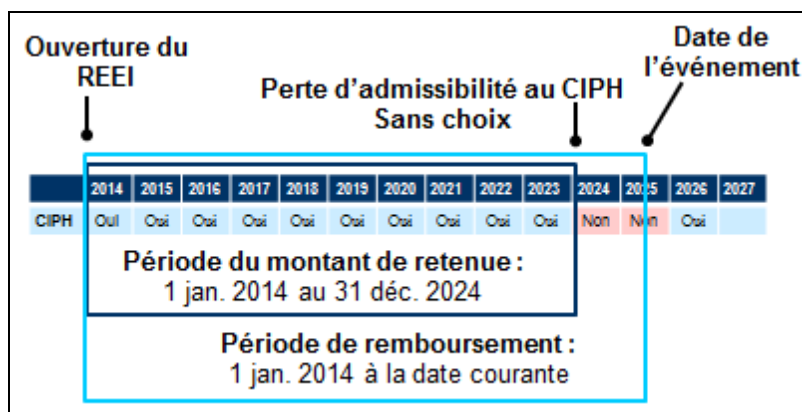 Ouverture du
REEI
Perte d'admissibilité au CIPH
Sans choix
Date de
l'événement
2014 2015 2016 2017 2018 2019 2020 2021 2022 2023 2024 2025 2026 2027
CIPH Oui Oui Oui Oui Oui Oui Oui Oui Oui Oui Non Non Oui
Période du montant de retenue :
1 jan. 2014 au 31 déc. 2024
Période de remboursement :
1 jan. 2014 à la date courante